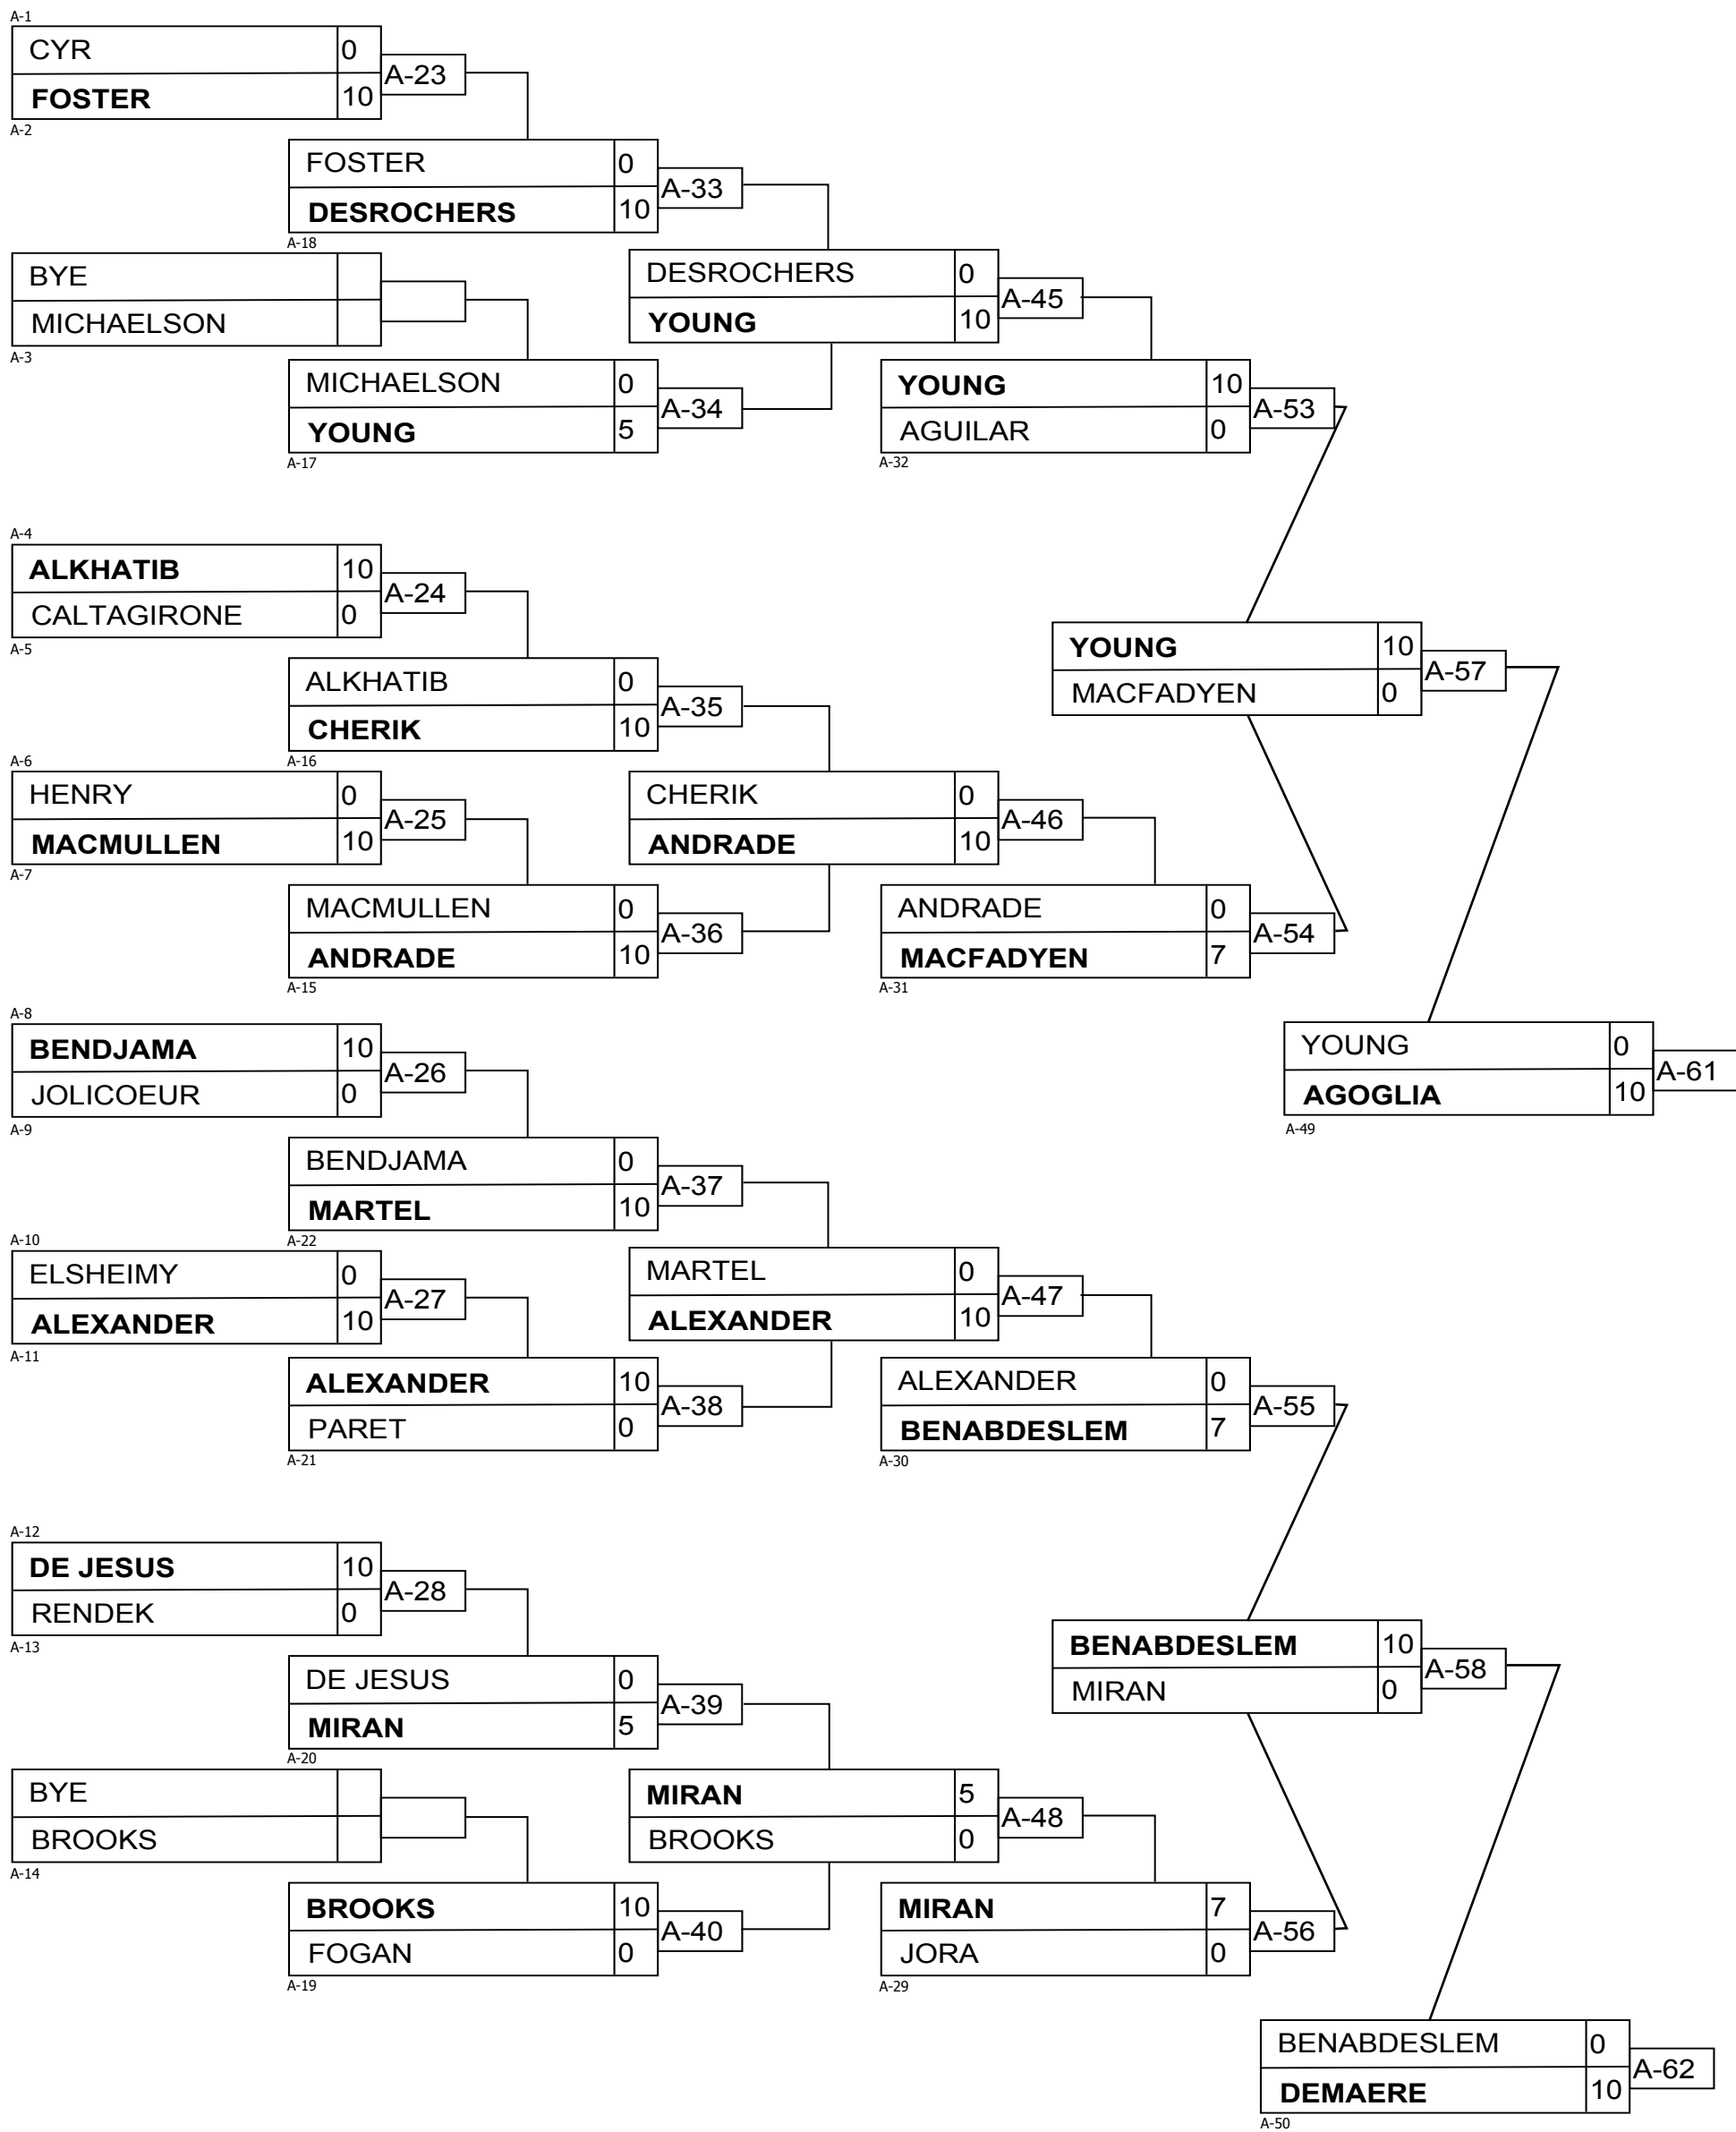 A-1
CYR 0
A-23
FOSTER 10
A-2
FOSTER 0
A-33
DESROCHERS 10
A-18
BYE
MICHAELSON
A-3
DESROCHERS 0
A-45
YOUNG 10
MICHAELSON 0
A-34
YOUNG 5
A-17
YOUNG 10
A-53
AGUILAR 0
A-32
A-4
ALKHATIB 10
A-24
CALTAGIRONE 0
A-5
YOUNG 10
A-57
MACFADYEN 0
ALKHATIB 0
A-35
CHERIK 10
A-16
A-6
HENRY 0
A-25
MACMULLEN 10
A-7
CHERIK 0
A-46
ANDRADE 10
MACMULLEN 0
A-36
ANDRADE 10
A-15
ANDRADE 0
A-54
MACFADYEN 7
A-31
A-8
BENDJAMA 10
A-26
JOLICOEUR 0
A-9
YOUNG 0
A-61
AGOGLIA 10
A-49
BENDJAMA 0
A-37
MARTEL 10
A-22
A-10
ELSHEIMY 0
A-27
ALEXANDER 10
A-11
MARTEL 0
A-47
ALEXANDER 10
ALEXANDER 10
A-38
PARET 0
A-21
ALEXANDER 0
A-55
BENABDESLEM 7
A-30
A-12
DE JESUS 10
A-28
RENDEK 0
A-13
BENABDESLEM 10
A-58
MIRAN 0
DE JESUS 0
A-39
MIRAN 5
A-20
BYE
BROOKS
A-14
MIRAN 5
A-48
BROOKS 0
BROOKS 10
A-40
FOGAN 0
A-19
MIRAN 7
A-56
JORA 0
A-29
BENABDESLEM 0
A-62
DEMAERE 10
A-50